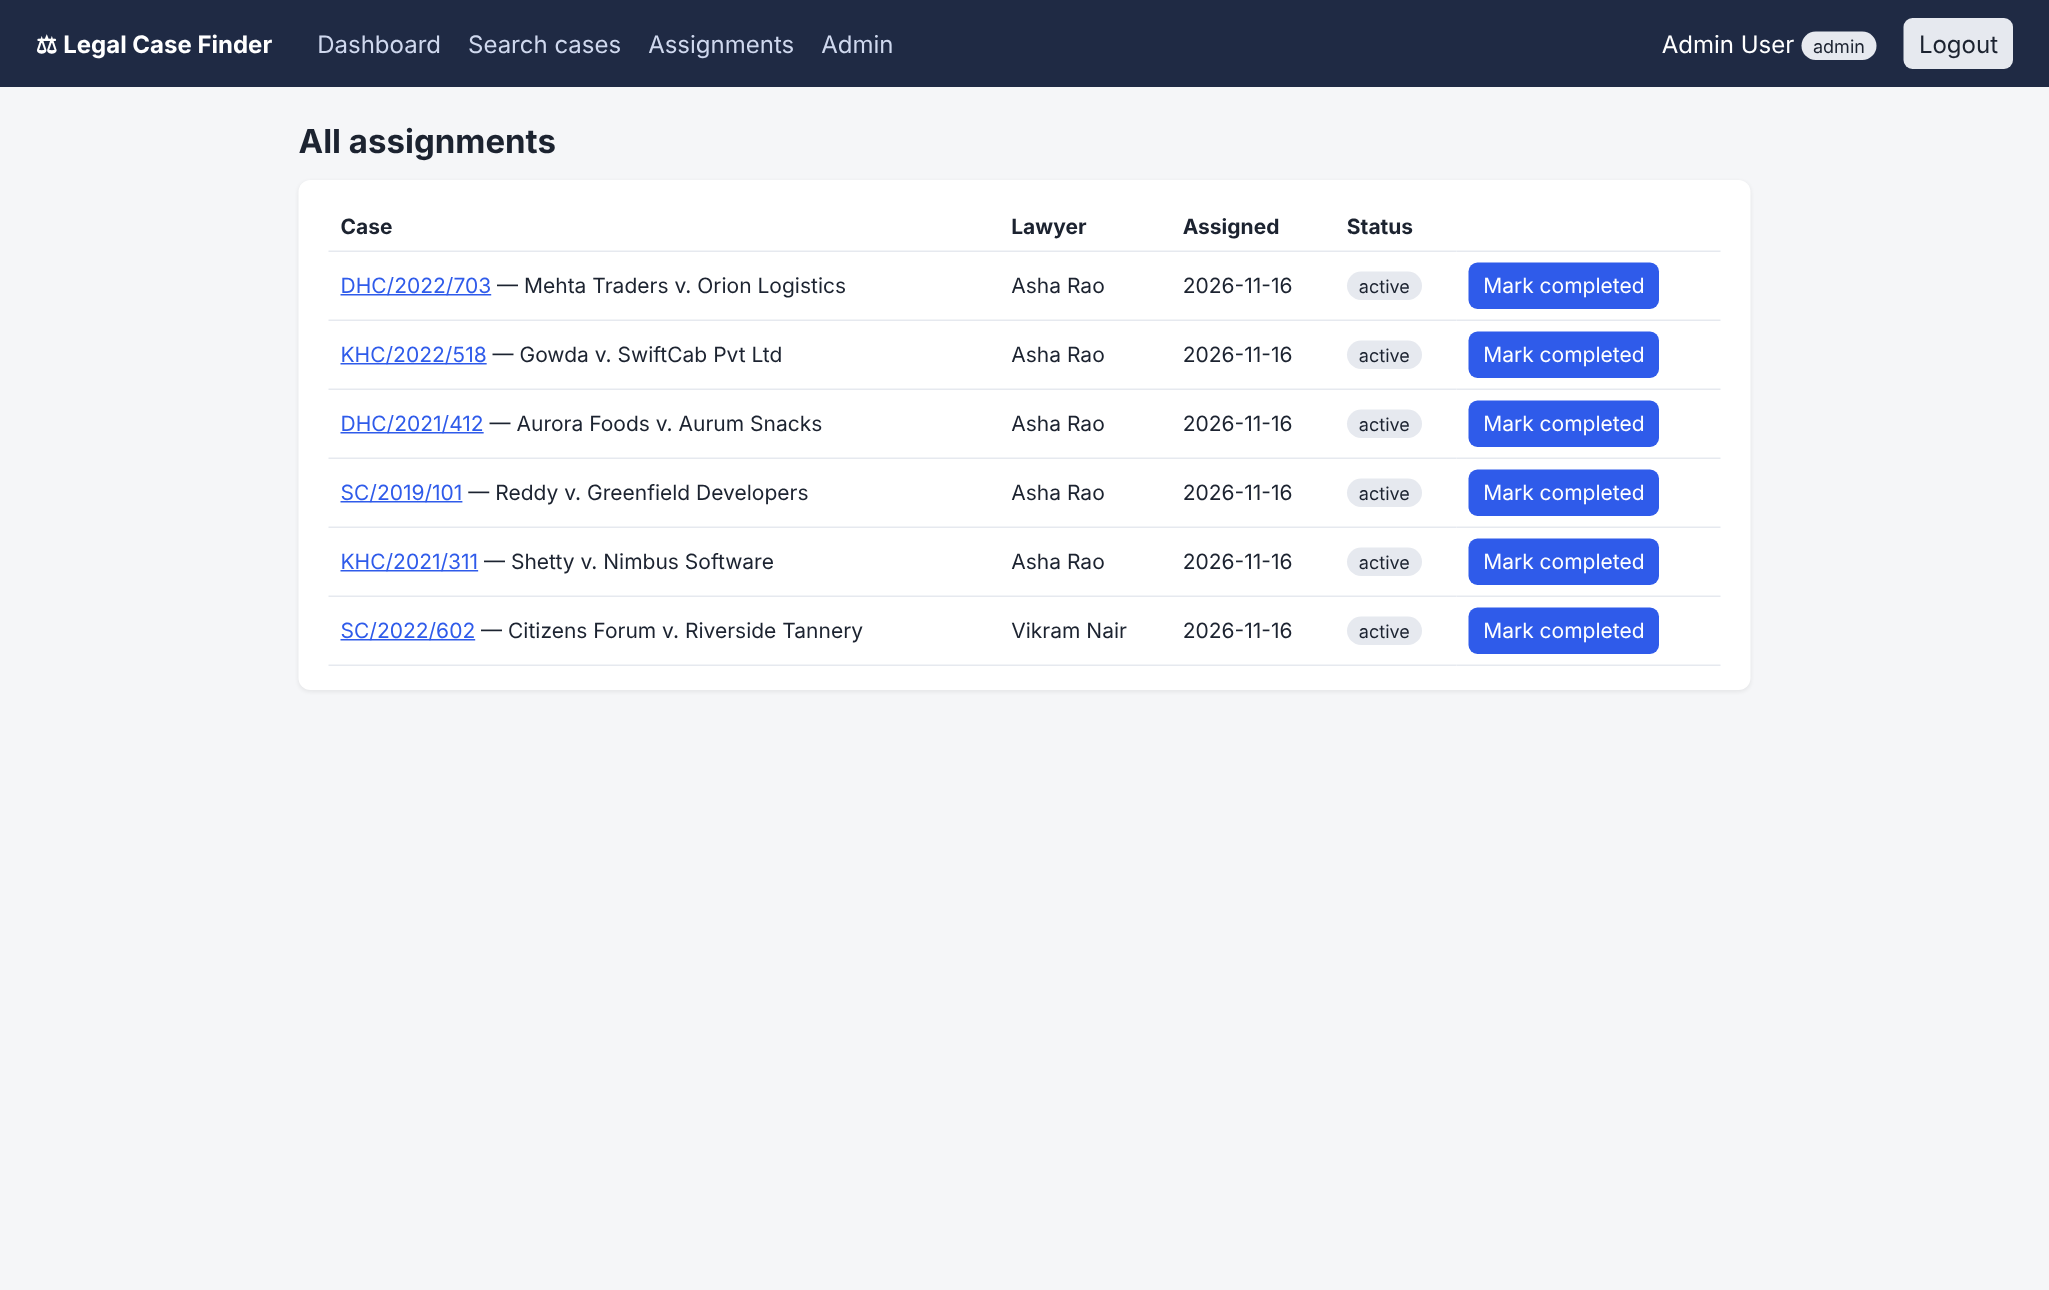 ⚖ Legal Case Finder Dashboard Search cases Assignments Admin Admin User admin Logout
All assignments
Case Lawyer Assigned Status
DHC/2022/703 — Mehta Traders v. Orion Logistics Asha Rao 2026-11-16 active Mark completed
KHC/2022/518 — Gowda v. SwiftCab Pvt Ltd Asha Rao 2026-11-16 active Mark completed
DHC/2021/412 — Aurora Foods v. Aurum Snacks Asha Rao 2026-11-16 active Mark completed
SC/2019/101 — Reddy v. Greenfield Developers Asha Rao 2026-11-16 active Mark completed
KHC/2021/311 — Shetty v. Nimbus Software Asha Rao 2026-11-16 active Mark completed
SC/2022/602 — Citizens Forum v. Riverside Tannery Vikram Nair 2026-11-16 active Mark completed